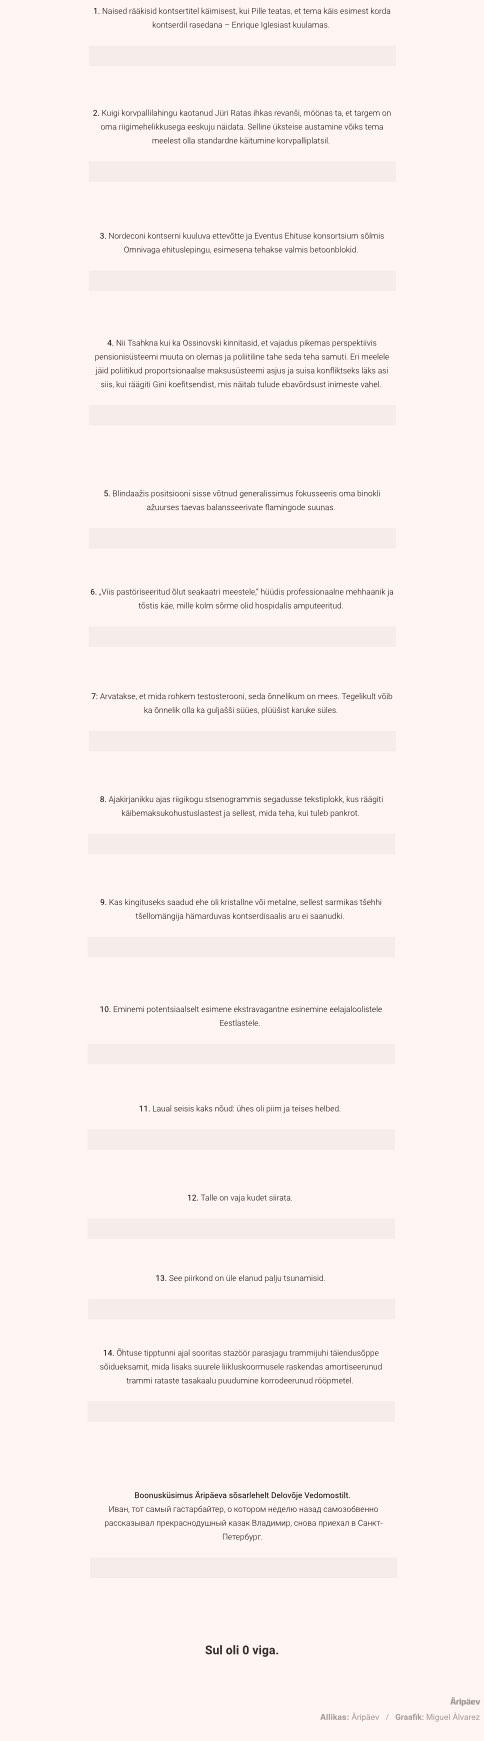 1. Naised rääkisid kontsertitel käimisest, kui Pille teatas, et tema käis esimest korda
kontserdil rasedana – Enrique Iglesiast kuulamas.
2. Kuigi korvpallilahingu kaotanud Jüri Ratas ihkas revanši, möönas ta, et targem on
oma riigimehelikkusega eeskuju näidata. Selline üksteise austamine võiks tema
meelest olla standardne käitumine korvpalliplatsil.
3. Nordeconi kontserni kuuluva ettevõtte ja Eventus Ehituse konsortsium sõlmis
Omnivaga ehituslepingu, esimesena tehakse valmis betoonblokid.
4. Nii Tsahkna kui ka Ossinovski kinnitasid, et vajadus pikemas perspektiivis
pensionisüsteemi muuta on olemas ja poliitiline tahe seda teha samuti. Eri meelele
jäid poliitikud proportsionaalse maksusüsteemi asjus ja suisa konfliktseks läks asi
siis, kui räägiti Gini koefitsendist, mis näitab tulude ebavõrdsust inimeste vahel.
5. Blindaažis positsiooni sisse võtnud generalissimus fokusseeris oma binokli
ažuurses taevas balansseerivate flamingode suunas.
6. „Viis pastöriseeritud õlut seakaatri meestele,” hüüdis professionaalne mehhaanik ja
tõstis käe, mille kolm sõrme olid hospidalis amputeeritud.
7: Arvatakse, et mida rohkem testosterooni, seda õnnelikum on mees. Tegelikult võib
ka õnnelik olla ka guljašši süües, plüüšist karuke süles.
8. Ajakirjanikku ajas riigikogu stsenogrammis segadusse tekstiplokk, kus räägiti
käibemaksukohustuslastest ja sellest, mida teha, kui tuleb pankrot.
9. Kas kingituseks saadud ehe oli kristallne või metalne, sellest sarmikas tšehhi
tšellomängija hämarduvas kontserdisaalis aru ei saanudki.
10. Eminemi potentsiaalselt esimene ekstravagantne esinemine eelajaloolistele
Eestlastele.
11. Laual seisis kaks nõud: ühes oli piim ja teises helbed.
12. Talle on vaja kudet siirata.
13. See piirkond on üle elanud palju tsunamisid.
14. Õhtuse tipptunni ajal sooritas stazöör parasjagu trammijuhi täiendusõppe
sõidueksamit, mida lisaks suurele liikluskoormusele raskendas amortiseerunud
trammi rataste tasakaalu puudumine korrodeerunud rööpmetel.
Boonusküsimus Äripäeva sõsarlehelt Delovõje Vedomostilt.
Иван, тот самый гастарбайтер, о котором неделю назад самозобвенно
рассказывал прекраснодушный казак Владимир, снова приехал в Санкт-
Петербург.
Sul oli 0 viga.
Äripäev
Allikas: Äripäev / Graafik: Miguel Álvarez